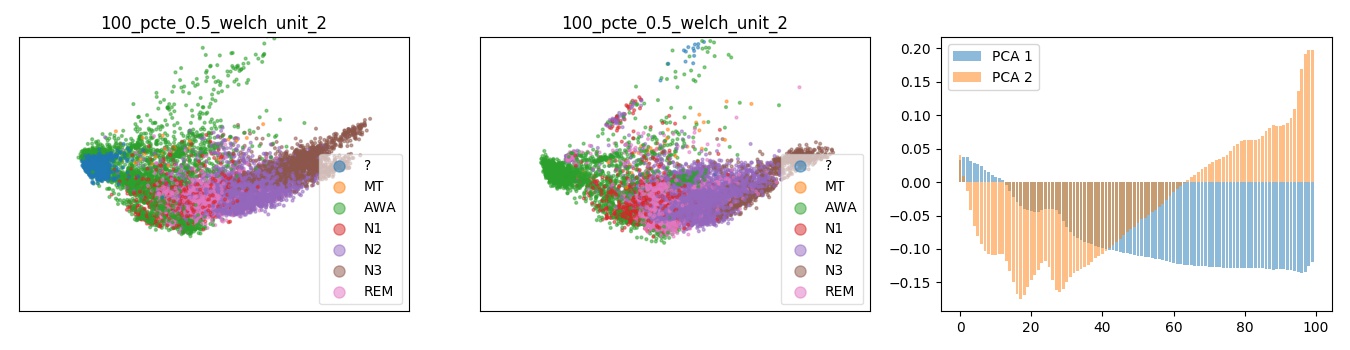 100_pcte_0.5_welch_unit_2
?
MT
AWA
N1
N2
N3
REM
100_pcte_0.5_welch_unit_2
?
MT
AWA
N1
N2
N3
REM
PCA 1
PCA 2
0.20
0.15
0.10
0.05
0.00
−0.05
−0.10
−0.15
0 20 40 60 80 100